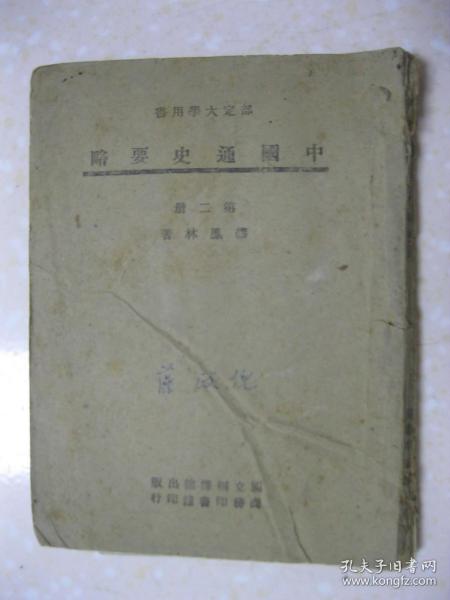 部定大學用書
中國通史要略
第二册
繆鳳林著
國立編譯館出版
商務印書館印行
孔夫子旧书网
www.kongfz.com